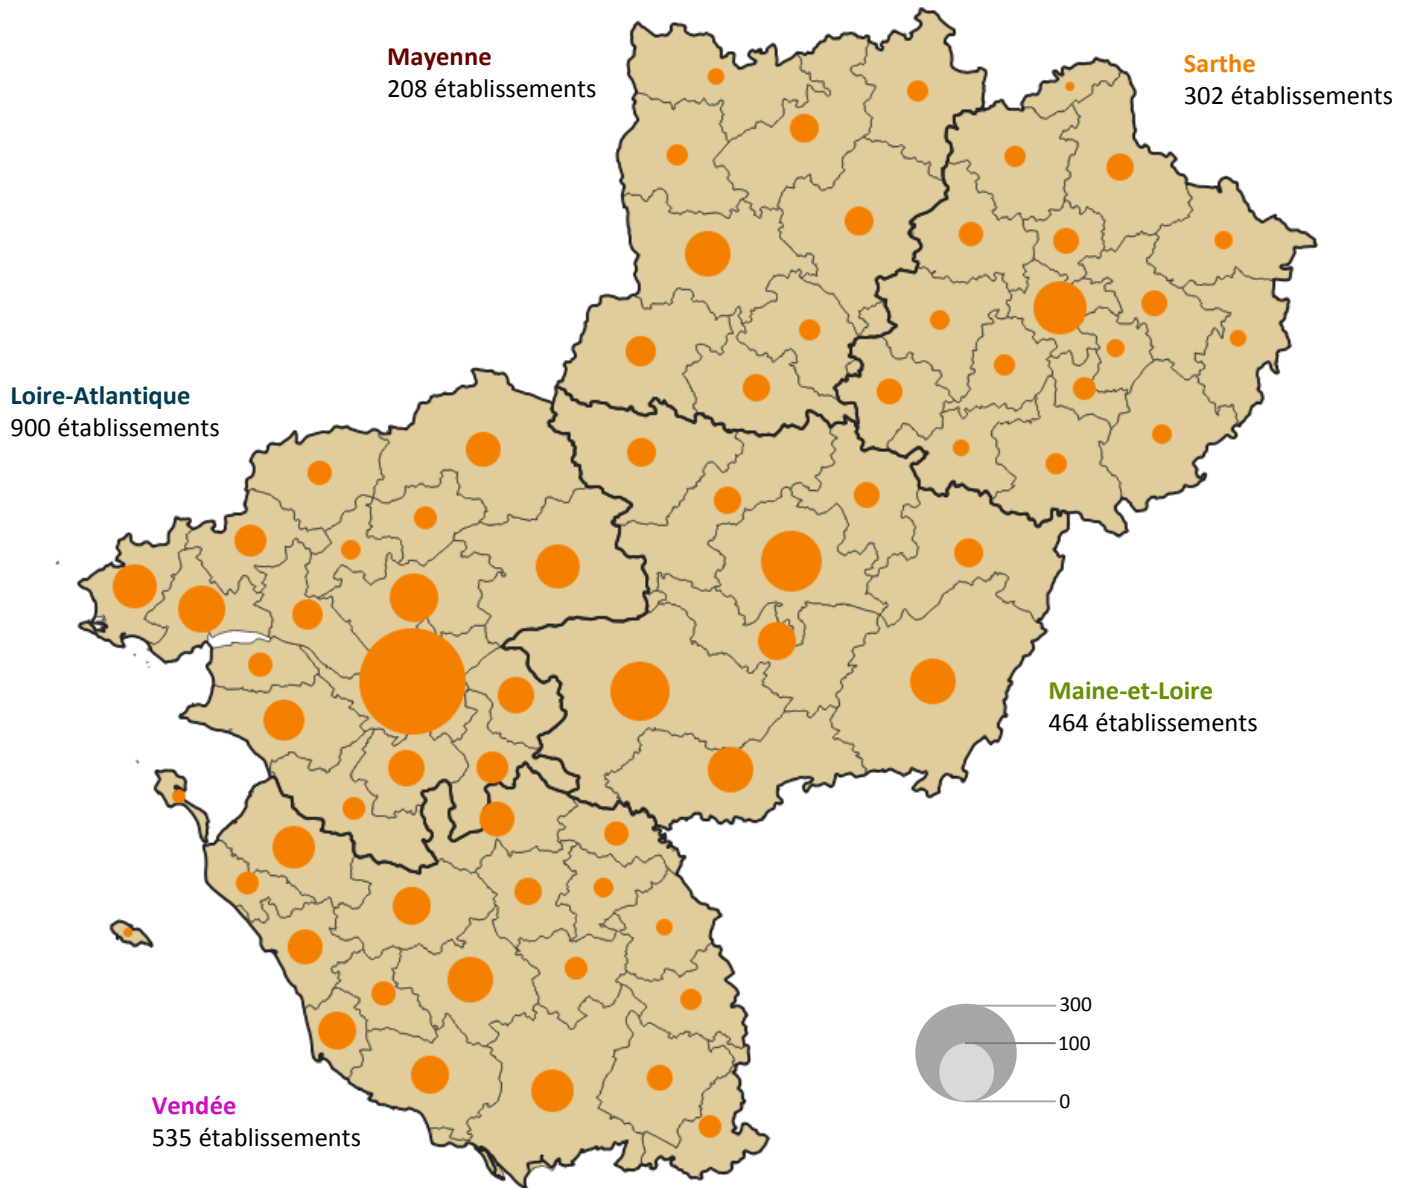 Mayenne
208 établissements
Sarthe
302 établissements
Loire-Atlantique
900 établissements
Maine-et-Loire
464 établissements
Vendée
535 établissements
300
100
0